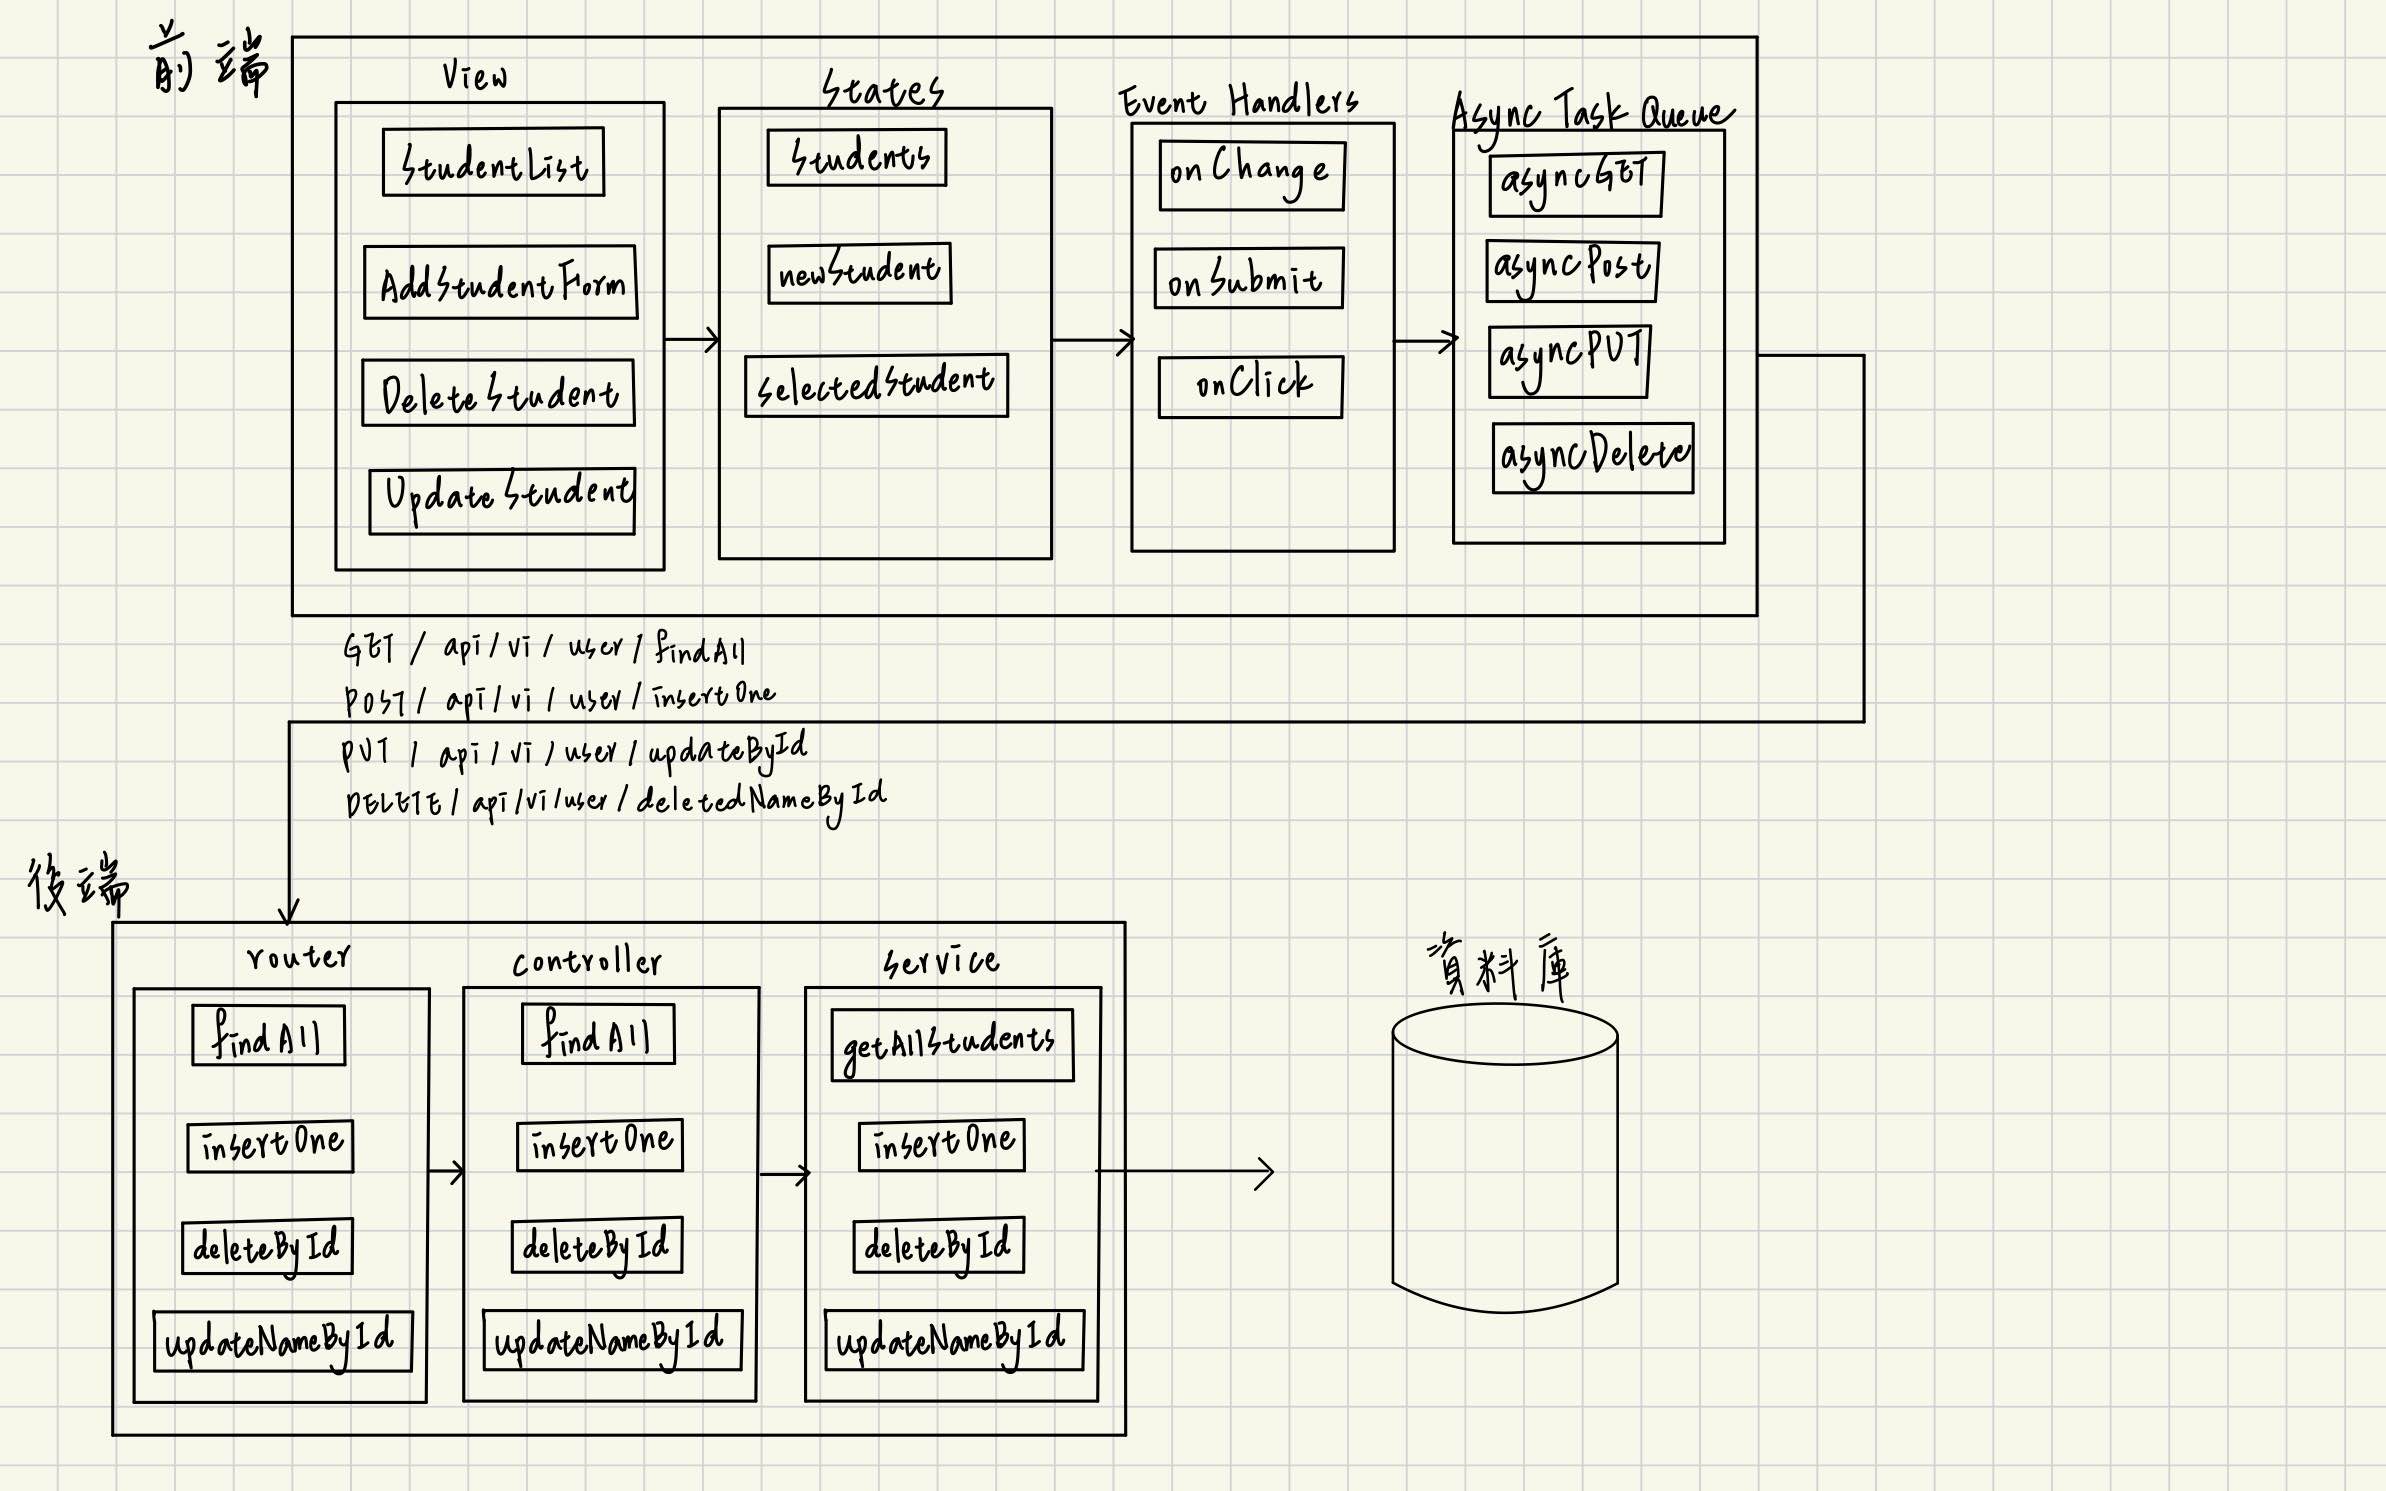 前端
View
StudentList
AddStudentForm
DeleteStudent
UpdateStudent
States
Students
newStudent
selectedStudent
Event Handlers
onChange
onSubmit
onClick
Async Task Queue
asyncGET
asyncPost
asyncPUT
asyncDelete
GET / api / vi / user / findAll
POST / api / vi / user / insertOne
PUT / api / vi / user / updateById
DELETE / api / vi / user / deletedNameById
後端
router
findAll
insertOne
deleteById
updateNameById
controller
findAll
insertOne
deleteById
updateNameById
service
getAllStudents
insertOne
deleteById
updateNameById
資料庫